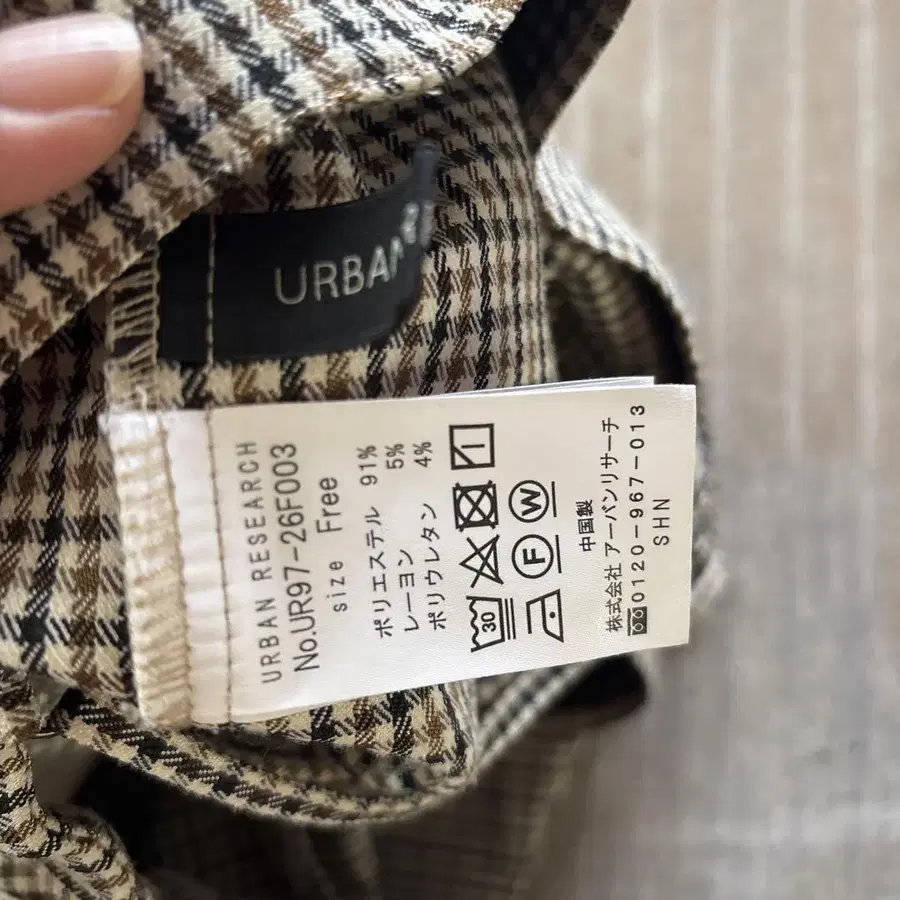 URBAN
URBAN RESEARCH
No.UR97-26F003
size Free
ポリエステル 91%
レーヨン 5%
ポリウレタン 4%
30
F W
中国製
株式会社 アーバンリサーチ
0120-967-013
SHN